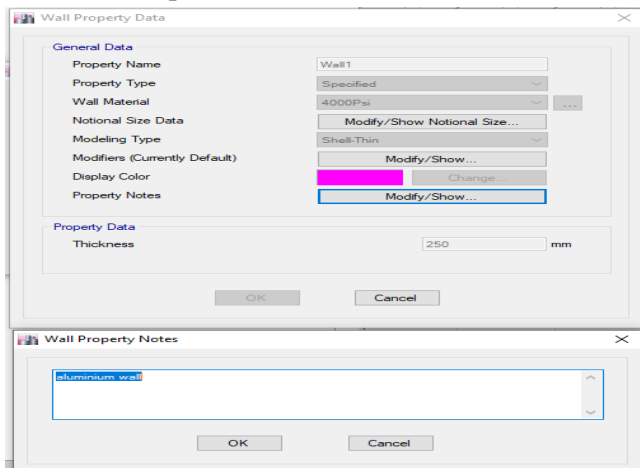 Wall Property Data
General Data
Property Name Wall1
Property Type Specified
Wall Material 4000Psi ...
Notional Size Data Modify/Show Notional Size...
Modeling Type Shell-Thin
Modifiers (Currently Default) Modify/Show...
Display Color Change...
Property Notes Modify/Show...
Property Data
Thickness 250 mm
OK Cancel
Wall Property Notes
aluminium wall
OK Cancel